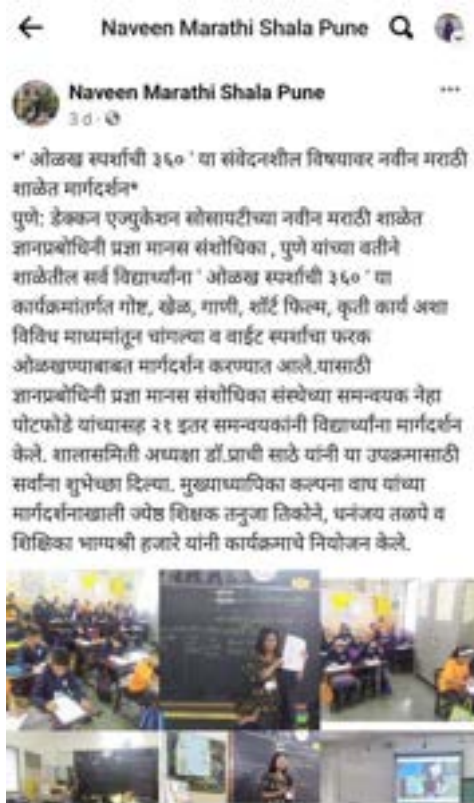 Naveen Marathi Shala Pune
Naveen Marathi Shala Pune
3d
*' ओळख स्पर्शाची ३६० ' या संवेदनशील विषयावर नवीन मराठी
शाळेत मार्गदर्शन*
पुणे: डेक्कन एज्युकेशन सोसायटीच्या नवीन मराठी शाळेत
ज्ञानप्रबोधिनी प्रज्ञा मानस संशोधिका , पुणे यांच्या वतीने
शाळेतील सर्व विद्यार्थ्यांना ' ओळख स्पर्शाची ३६० ' या
कार्यक्रमांतर्गत गोष्ट, खेळ, गाणी, शॉर्ट फिल्म, कृती कार्य अशा
विविध माध्यमांतून चांगल्या व वाईट स्पर्शाचा फरक
ओळखण्याबाबत मार्गदर्शन करण्यात आले.यासाठी
ज्ञानप्रबोधिनी प्रज्ञा मानस संशोधिका संस्थेच्या समन्वयक नेहा
पोटफोडे यांच्यासह २१ इतर समन्वयकांनी विद्यार्थ्यांना मार्गदर्शन
केले. शालासमिती अध्यक्षा डॉ.प्राची साठे यांनी या उपक्रमासाठी
सर्वांना शुभेच्छा दिल्या. मुख्याध्यापिका कल्पना वाघ यांच्या
मार्गदर्शनाखाली ज्येष्ठ शिक्षक तनुजा तिकोने, धनंजय तळपे व
शिक्षिका भाग्यश्री हजारे यांनी कार्यक्रमाचे नियोजन केले.